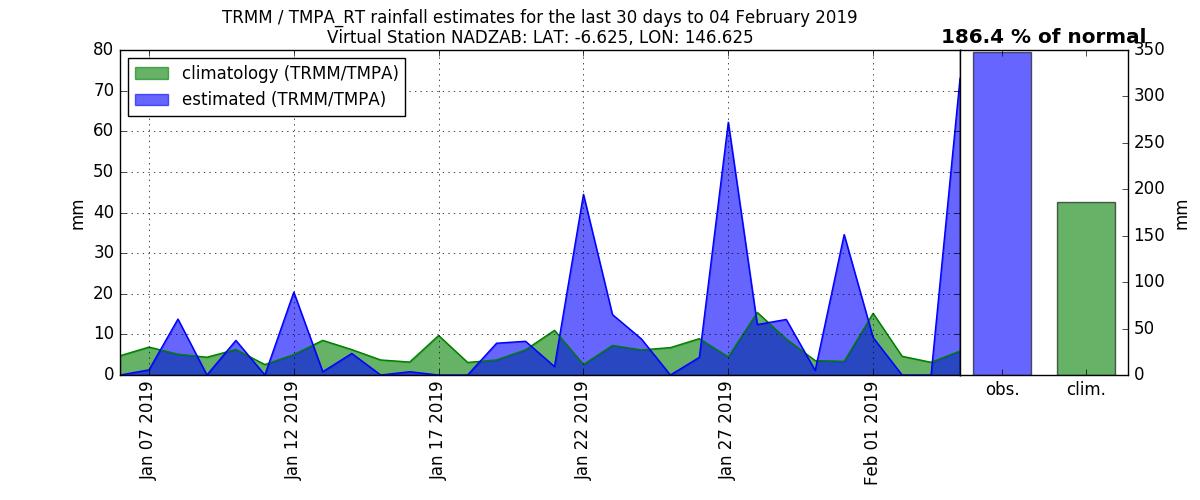 TRMM / TMPA_RT rainfall estimates for the last 30 days to 04 February 2019
Virtual Station NADZAB: LAT: -6.625, LON: 146.625
186.4 % of normal
climatology (TRMM/TMPA)
estimated (TRMM/TMPA)
mm
80
70
60
50
40
30
20
10
0
Jan 07 2019
Jan 12 2019
Jan 17 2019
Jan 22 2019
Jan 27 2019
Feb 01 2019
obs.
clim.
350
300
250
200
150
100
50
0
mm